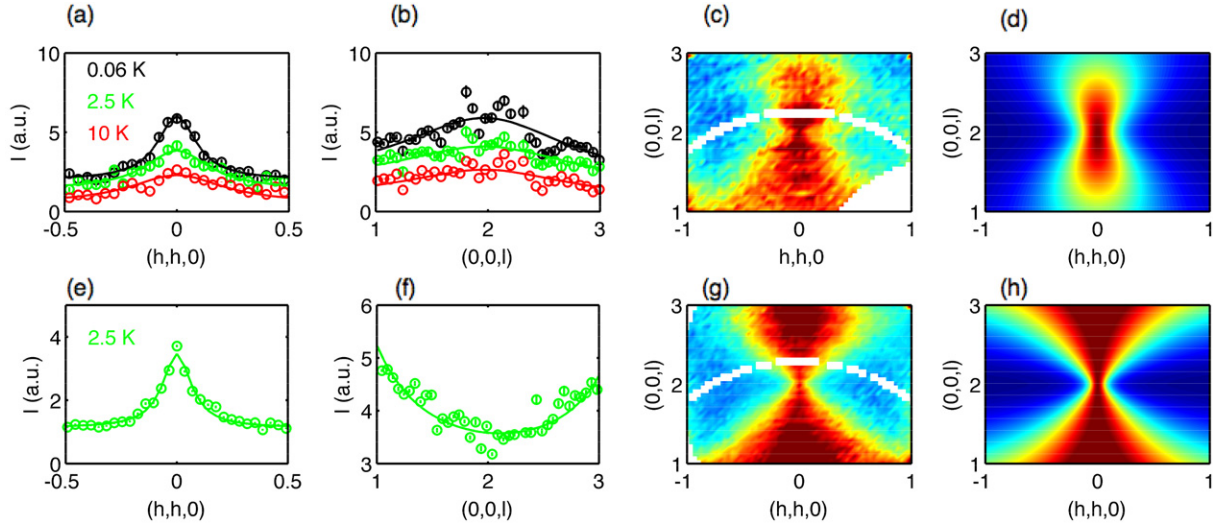 (a) (b) (c) (d)
10 10 3 3
0.06 K
2.5 K
10 K
I (a.u.) I (a.u.) (0,0,l) (0,0,l)
5 5 2 2
0 0 1 1
-0.5 0 0.5 1 2 3 -1 0 1 -1 0 1
(h,h,0) (0,0,l) h,h,0 (h,h,0)
(e) (f) (g) (h)
6 3 3
4 2.5 K
5
I (a.u.) I (a.u.) (0,0,l) (0,0,l)
2 2 2
4
0 3 1 1
-0.5 0 0.5 1 2 3 -1 0 1 -1 0 1
(h,h,0) (0,0,l) (h,h,0) (h,h,0)